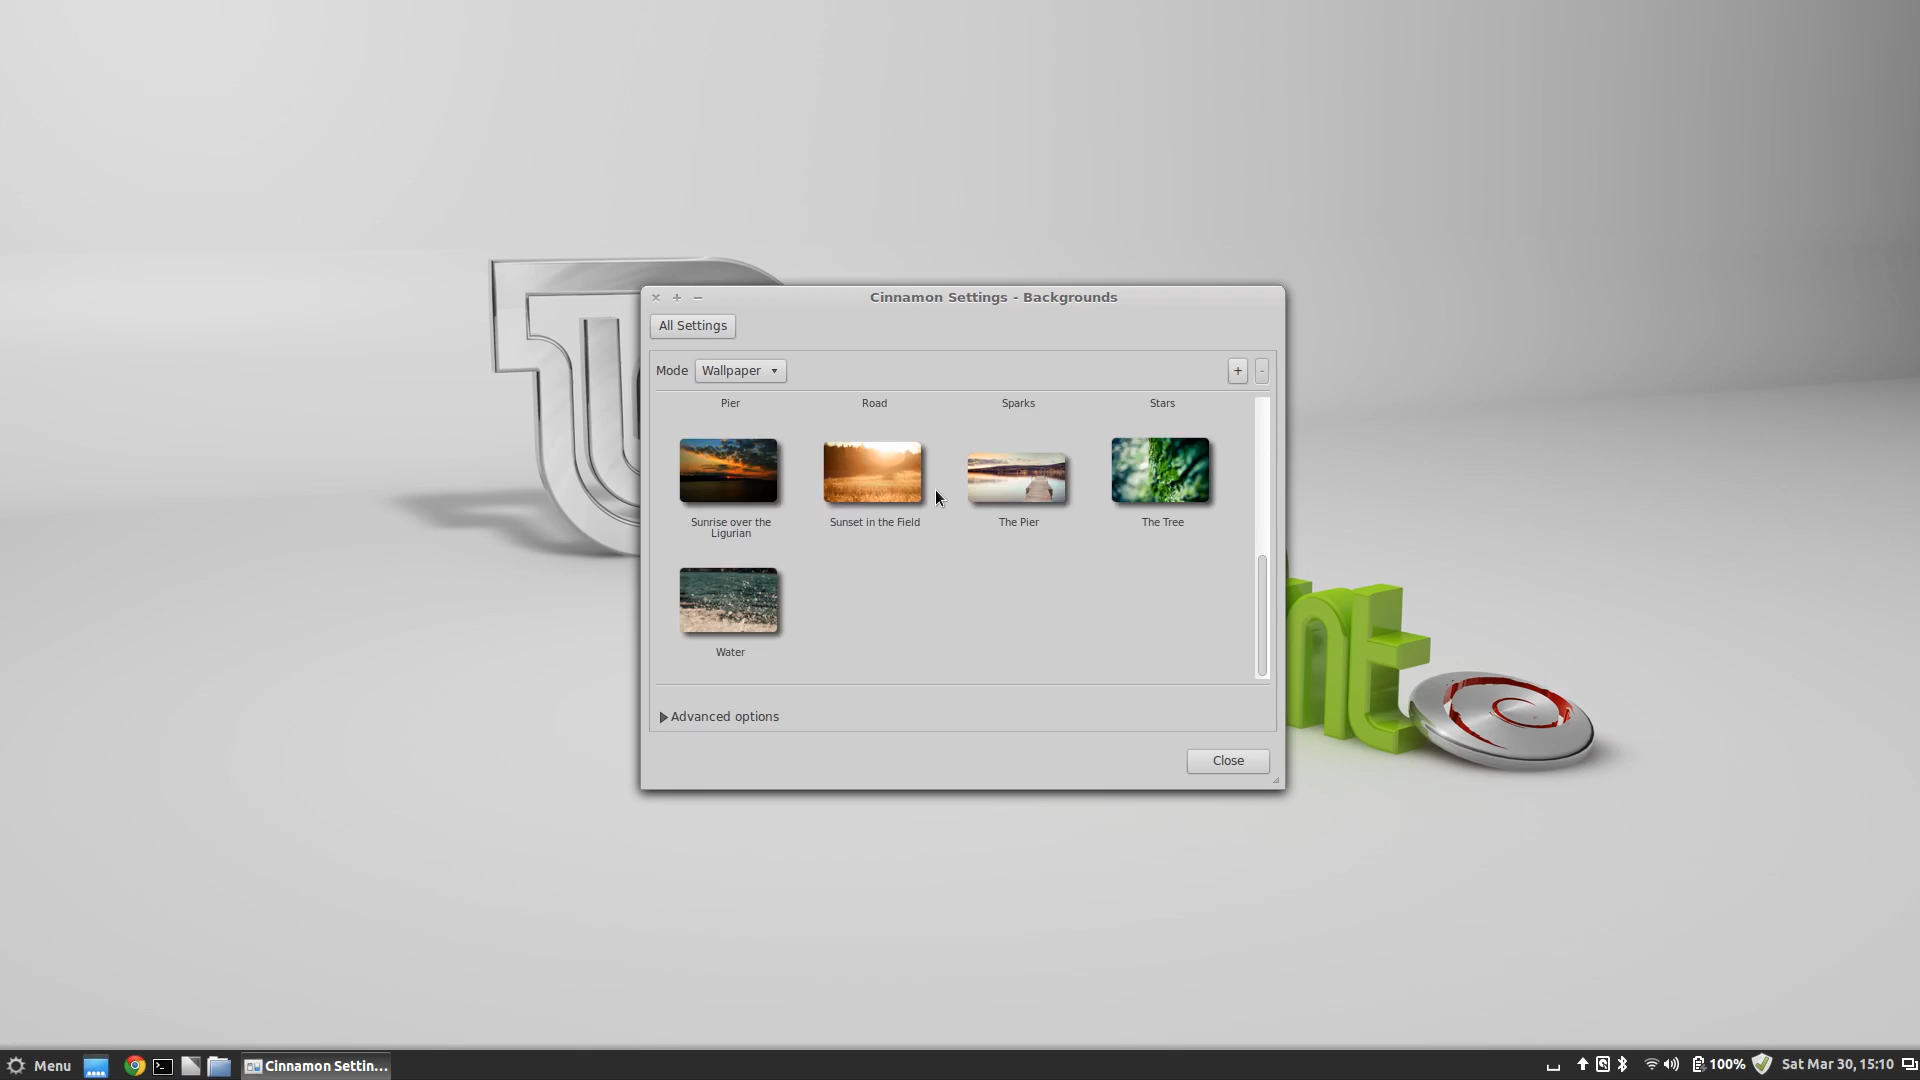 Cinnamon Settings - Backgrounds
All Settings
Mode Wallpaper
+ -
Pier Road Sparks Stars
Sunrise over the
Ligurian
Sunset in the Field
The Pier
The Tree
Water
Advanced options
Close
nt
Menu
Cinnamon Settin...
100%
Sat Mar 30, 15:10